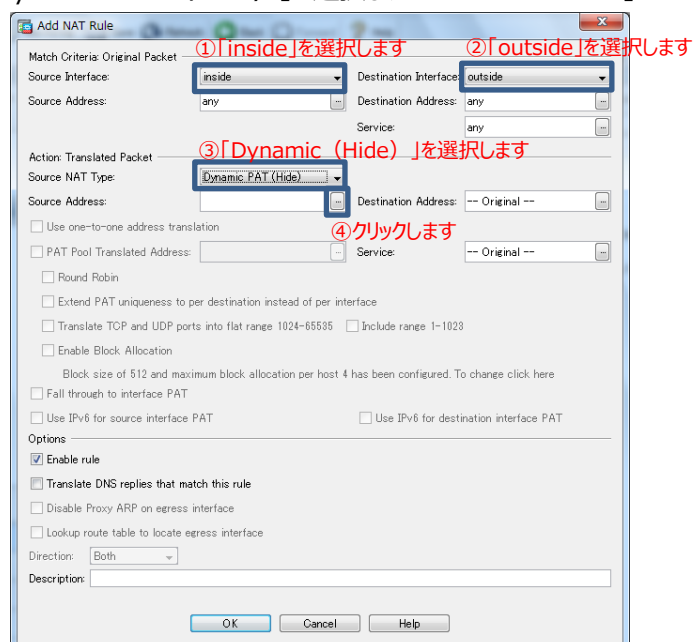 Add NAT Rule
①「inside」を選択します
②「outside」を選択します
Match Criteria: Original Packet
Source Interface: inside Destination Interface: outside
Source Address: any Destination Address: any
Service: any
③「Dynamic（Hide）」を選択します
Action: Translated Packet
Source NAT Type: Dynamic PAT (Hide)
Source Address: Destination Address: -- Original --
Use one-to-one address translation
④クリックします
PAT Pool Translated Address: Service: -- Original --
Round Robin
Extend PAT uniqueness to per destination instead of per interface
Translate TCP and UDP ports into flat range 1024-65535 Include range 1-1023
Enable Block Allocation
Block size of 512 and maximum block allocation per host 4 has been configured. To change click here
Fall through to interface PAT
Use IPv6 for source interface PAT Use IPv6 for destination interface PAT
Options
Enable rule
Translate DNS replies that match this rule
Disable Proxy ARP on egress interface
Lookup route table to locate egress interface
Direction: Both
Description:
OK Cancel Help